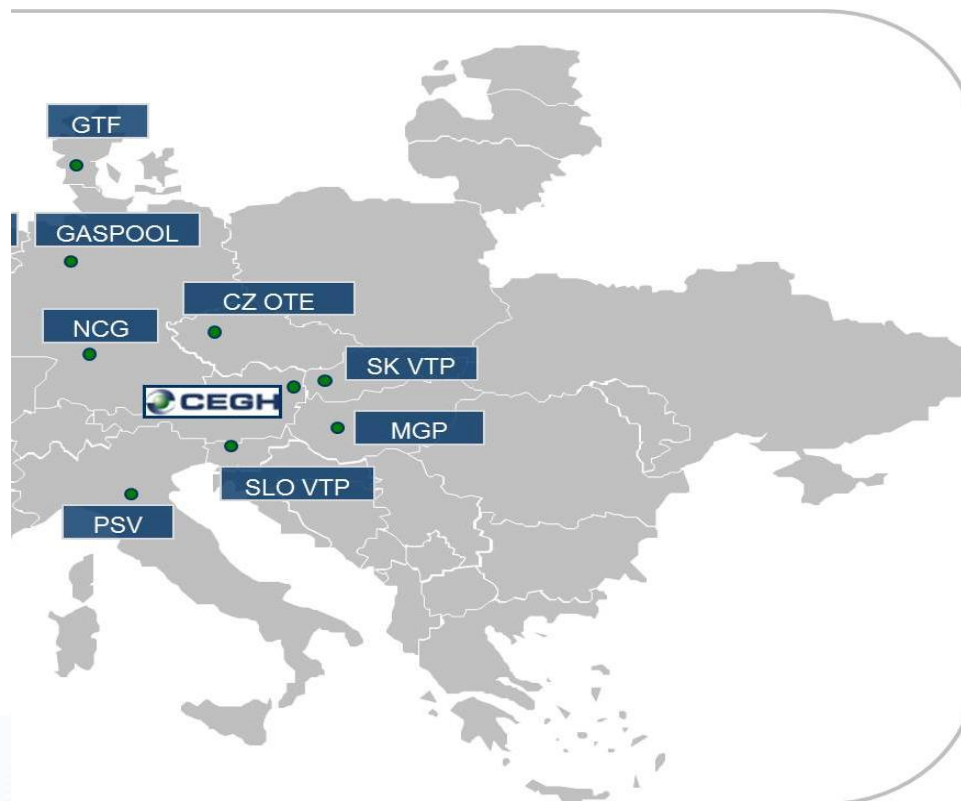 GTF
GASPOOL
CZ OTE
NCG
SK VTP
CEGH
MGP
SLO VTP
PSV